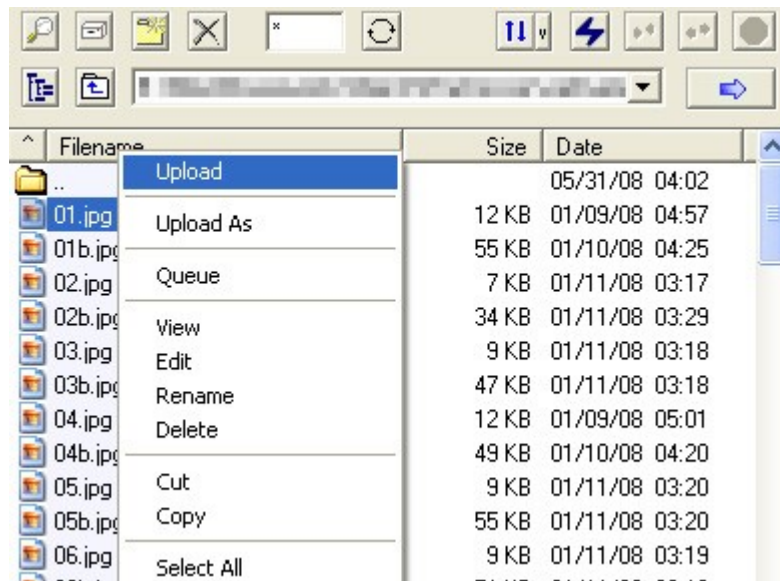 *
^ Filename Size Date
.. 05/31/08 04:02
Upload
01.jpg 12 KB 01/09/08 04:57
Upload As
01b.jpg 55 KB 01/10/08 04:25
Queue
02.jpg 7 KB 01/11/08 03:17
02b.jpg 34 KB 01/11/08 03:29
View
03.jpg 9 KB 01/11/08 03:18
Edit
03b.jpg 47 KB 01/11/08 03:18
Rename
04.jpg 12 KB 01/09/08 05:01
Delete
04b.jpg 49 KB 01/10/08 04:20
Cut
05.jpg 9 KB 01/11/08 03:20
Copy
05b.jpg 55 KB 01/11/08 03:20
06.jpg 9 KB 01/11/08 03:19
Select All